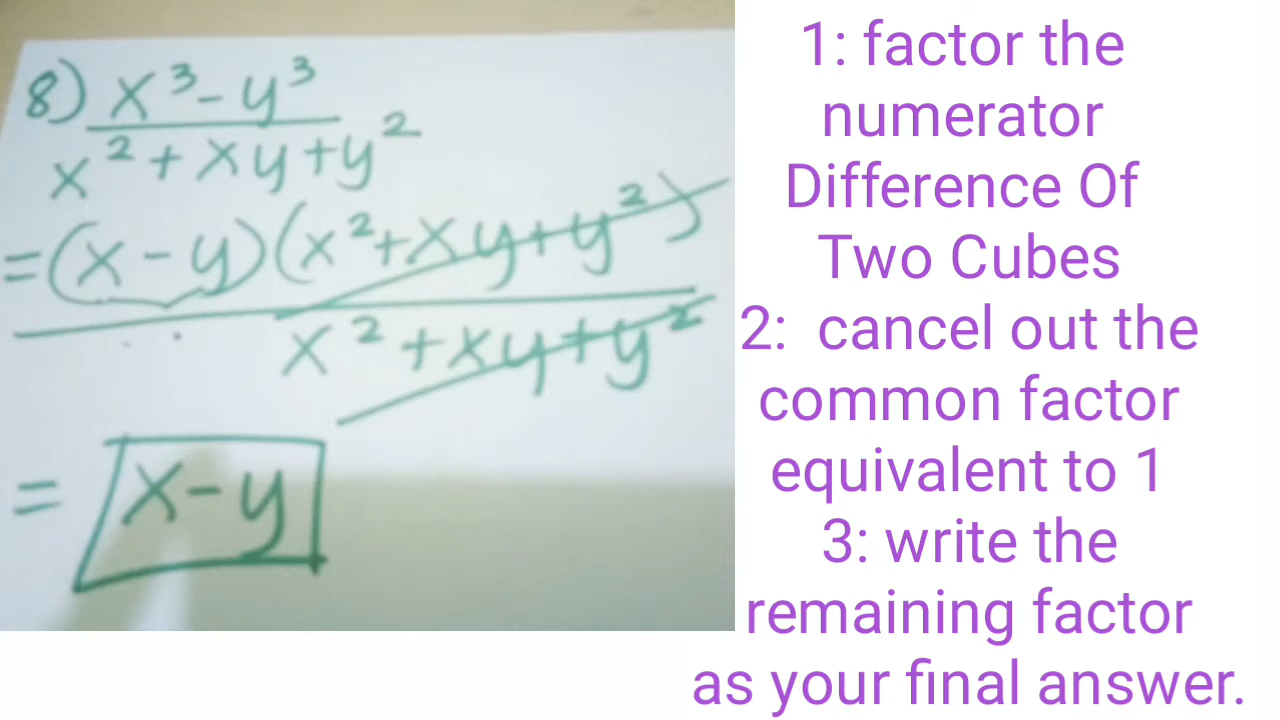 8) x³ - y³
x² + xy + y²
= (x - y)(x² + xy + y²)
x² + xy + y²
= x - y
1: factor the
numerator
Difference Of
Two Cubes
2: cancel out the
common factor
equivalent to 1
3: write the
remaining factor
as your final answer.